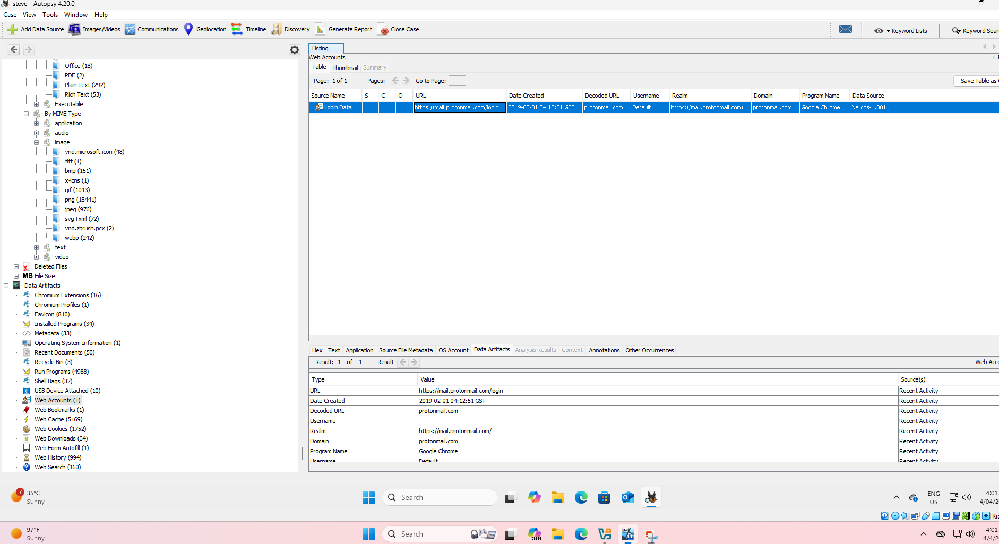 steve - Autopsy 4.20.0
Case View Tools Window Help
Add Data Source Images/Videos Communications Geolocation Timeline Discovery Generate Report Close Case Keyword Lists Keyword Sear
Office (18)
PDF (2)
Plain Text (292)
Rich Text (53)
Executable
By MIME Type
application
audio
image
vnd.microsoft.icon (48)
tiff (1)
bmp (161)
x-icns (1)
gif (1013)
png (18441)
jpeg (976)
svg+xml (72)
vnd.zbrush.pcx (2)
webp (242)
text
video
Deleted Files
MB File Size
Data Artifacts
Chromium Extensions (16)
Chromium Profiles (1)
Favicon (810)
Installed Programs (34)
Metadata (33)
Operating System Information (1)
Recent Documents (50)
Recycle Bin (3)
Run Programs (4988)
Shell Bags (32)
USB Device Attached (10)
Web Accounts (1)
Web Bookmarks (1)
Web Cache (5169)
Web Cookies (1752)
Web Downloads (34)
Web Form Autofill (1)
Web History (994)
Web Search (160)
Listing
Web Accounts 1
Table Thumbnail Summary
Page: 1 of 1 Pages: Go to Page: Save Table as
Source Name S C O URL Date Created Decoded URL Username Realm Domain Program Name Data Source
Login Data https://mail.protonmail.com/login 2019-02-01 04:12:51 GST protonmail.com Default https://mail.protonmail.com/ protonmail.com Google Chrome Narcos-1.001
Hex Text Application Source File Metadata OS Account Data Artifacts Analysis Results Context Annotations Other Occurrences
Result: 1 of 1 Result Web Acco
Type Value Source(s)
URL https://mail.protonmail.com/login Recent Activity
Date Created 2019-02-01 04:12:51 GST Recent Activity
Decoded URL protonmail.com Recent Activity
Username Recent Activity
Realm https://mail.protonmail.com/ Recent Activity
Domain protonmail.com Recent Activity
Program Name Google Chrome Recent Activity
Username Default Recent Activity
7
35°C
Sunny
Search
ENG
US
4:01
4/04/2
Rig
97°F
Sunny
Search
M365
x64
11
4:01
4/4/2